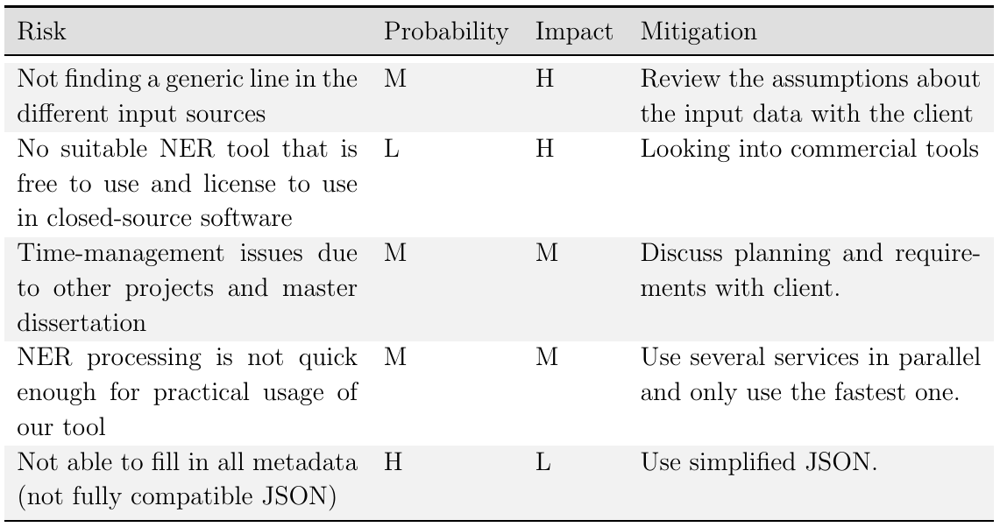 Risk Probability Impact Mitigation
Not finding a generic line in the M H Review the assumptions about
different input sources the input data with the client
No suitable NER tool that is L H Looking into commercial tools
free to use and license to use
in closed-source software
Time-management issues due M M Discuss planning and require-
to other projects and master ments with client.
dissertation
NER processing is not quick M M Use several services in parallel
enough for practical usage of and only use the fastest one.
our tool
Not able to fill in all metadata H L Use simplified JSON.
(not fully compatible JSON)